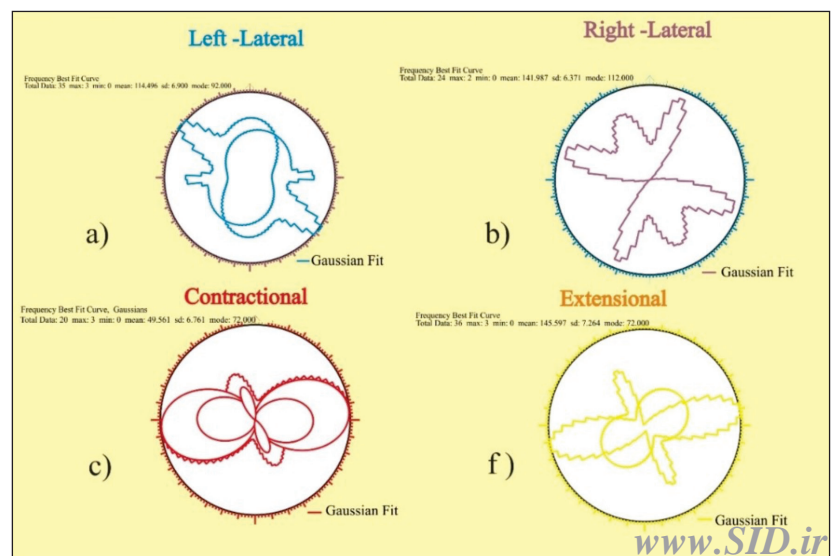 Left -Lateral
Frequency Best Fit Curve
Total Data: 35 max: 3 min: 0 mean: 114.496 sd: 6.900 mode: 92.000
a)
Gaussian Fit
Right -Lateral
Frequency Best Fit Curve
Total Data: 24 max: 2 min: 0 mean: 141.987 sd: 6.371 mode: 112.000
b)
Gaussian Fit
Contractional
Frequency Best Fit Curve, Gaussians
Total Data: 20 max: 3 min: 0 mean: 49.561 sd: 6.761 mode: 72.000
c)
Gaussian Fit
Extensional
Frequency Best Fit Curve
Total Data: 36 max: 3 min: 0 mean: 145.597 sd: 7.264 mode: 72.000
f )
Gaussian Fit
www.SID.ir